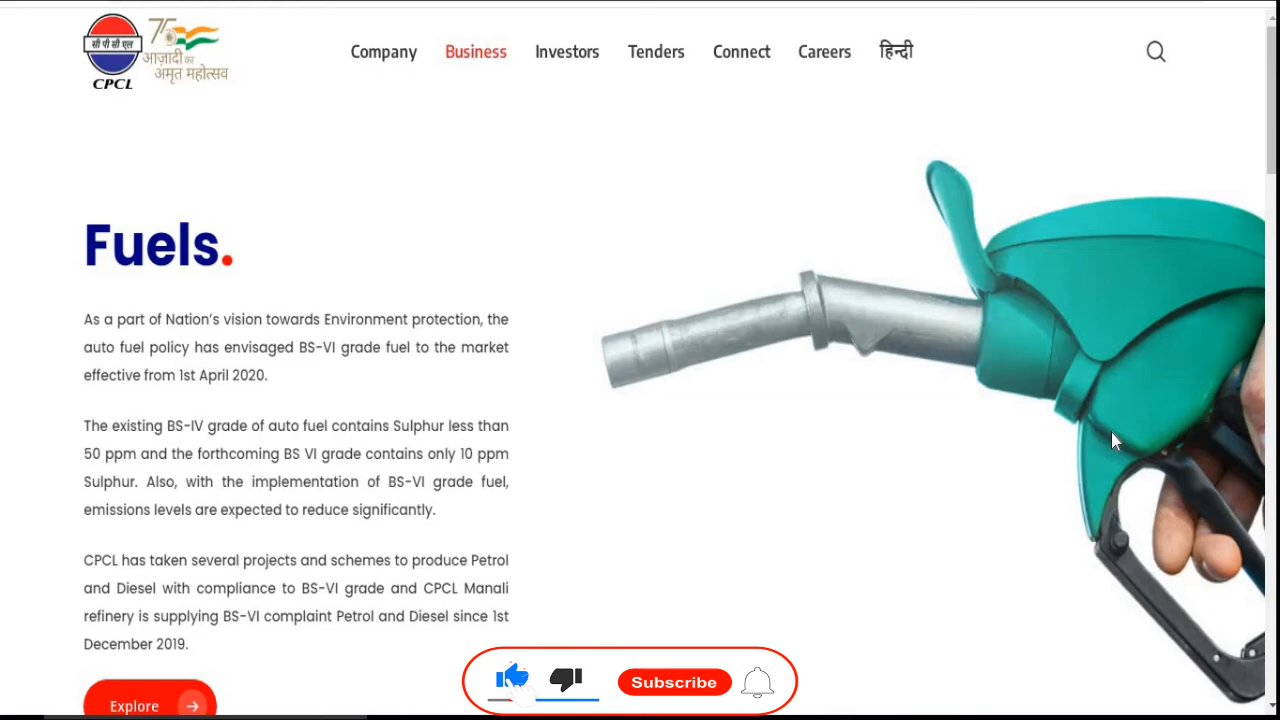 सी पी सी एल
CPCL
75
आज़ादी का
अमृत महोत्सव
Company Business Investors Tenders Connect Careers हिन्दी
Fuels.
As a part of Nation's vision towards Environment protection, the
auto fuel policy has envisaged BS-VI grade fuel to the market
effective from 1st April 2020.
The existing BS-IV grade of auto fuel contains Sulphur less than
50 ppm and the forthcoming BS VI grade contains only 10 ppm
Sulphur. Also, with the implementation of BS-VI grade fuel,
emissions levels are expected to reduce significantly.
CPCL has taken several projects and schemes to produce Petrol
and Diesel with compliance to BS-VI grade and CPCL Manali
refinery is supplying BS-VI complaint Petrol and Diesel since 1st
December 2019.
Explore
Subscribe